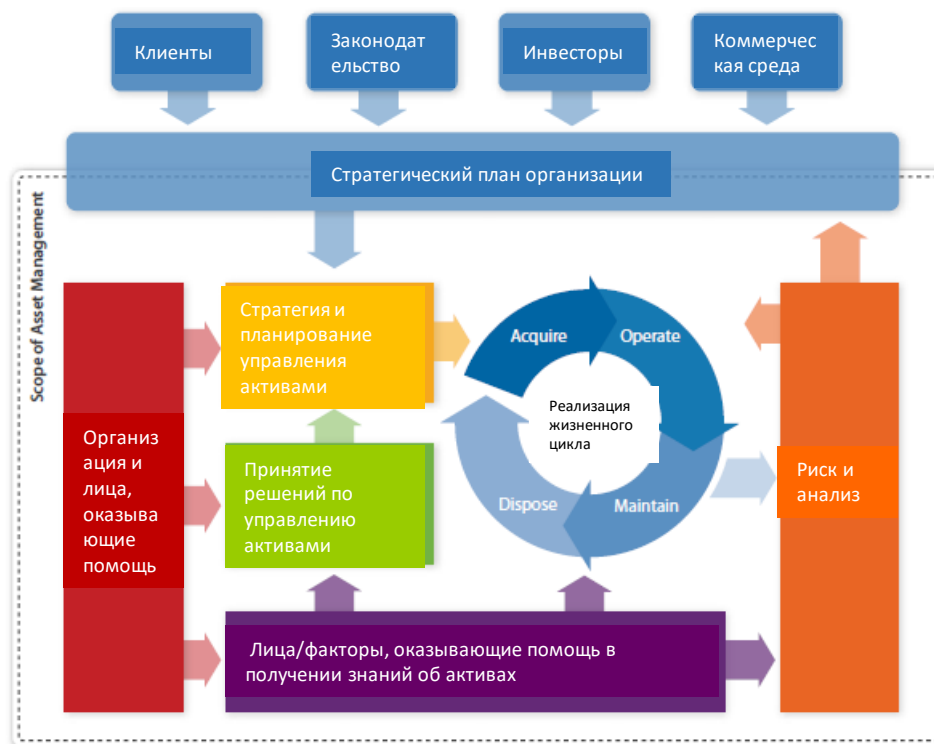 Клиенты
Законодат
ельство
Инвесторы
Коммерчес
кая среда
Стратегический план организации
Scope of Asset Management
Стратегия и
планирование
управления
активами
Acquire
Operate
Реализация
жизненного
цикла
Dispose
Maintain
Организ
ация и
лица,
оказыва
ющие
помощь
Принятие
решений по
управлению
активами
Риск и
анализ
Лица/факторы, оказывающие помощь в
получении знаний об активах